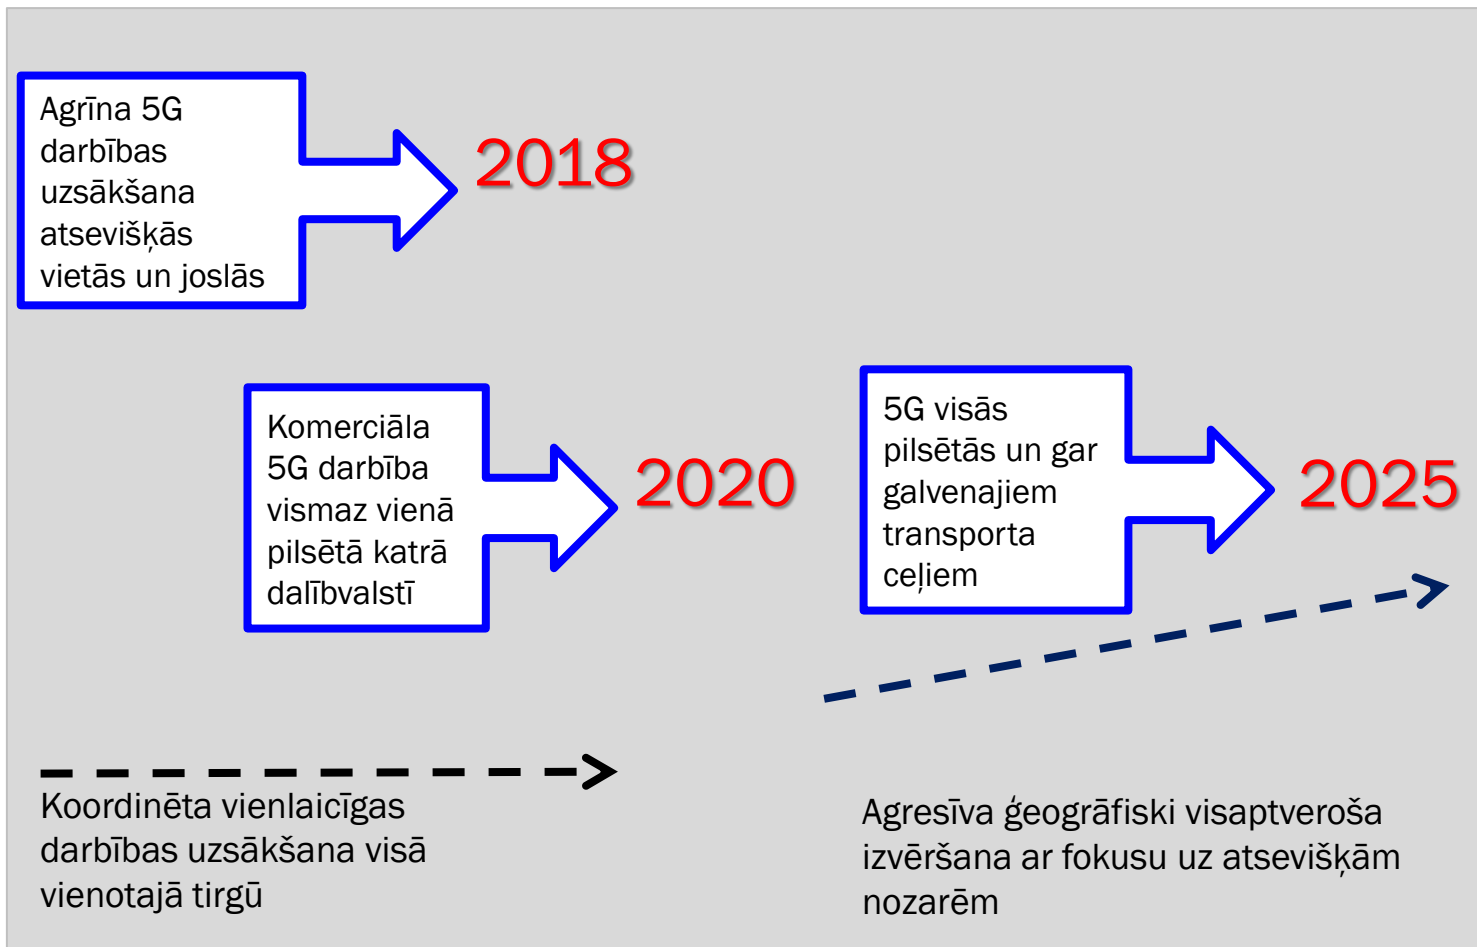 Agrīna 5G
darbības
uzsākšana
atsevišķās
vietās un joslās
2018
Komerciāla
5G darbība
vismaz vienā
pilsētā katrā
dalībvalstī
2020
5G visās
pilsētās un gar
galvenajiem
transporta
ceļiem
2025
Koordinēta vienlaicīgas
darbības uzsākšana visā
vienotajā tirgū
Agresīva ģeogrāfiski visaptveroša
izvēršana ar fokusu uz atsevišķām
nozarēm